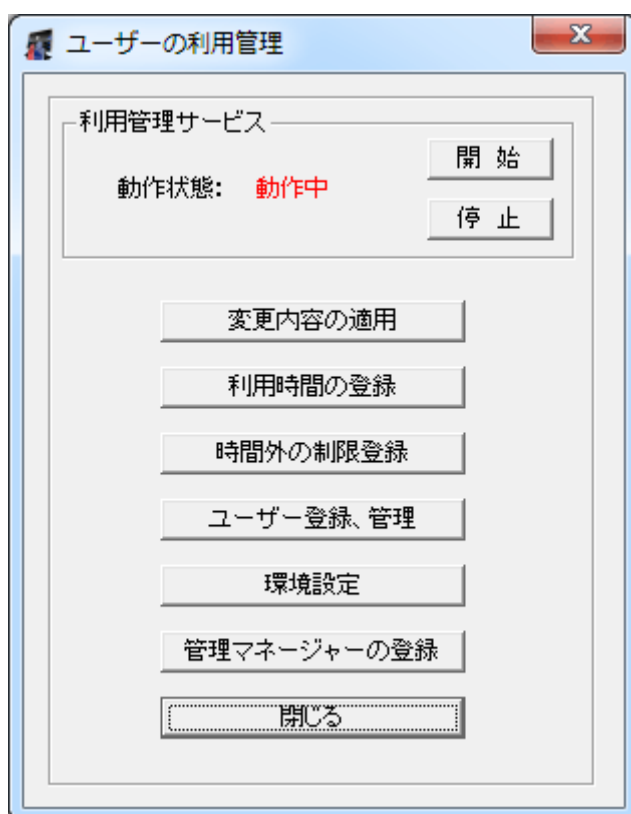 ユーザーの利用管理
利用管理サービス
動作状態: 動作中
開 始
停 止
変更内容の適用
利用時間の登録
時間外の制限登録
ユーザー登録、管理
環境設定
管理マネージャーの登録
閉じる